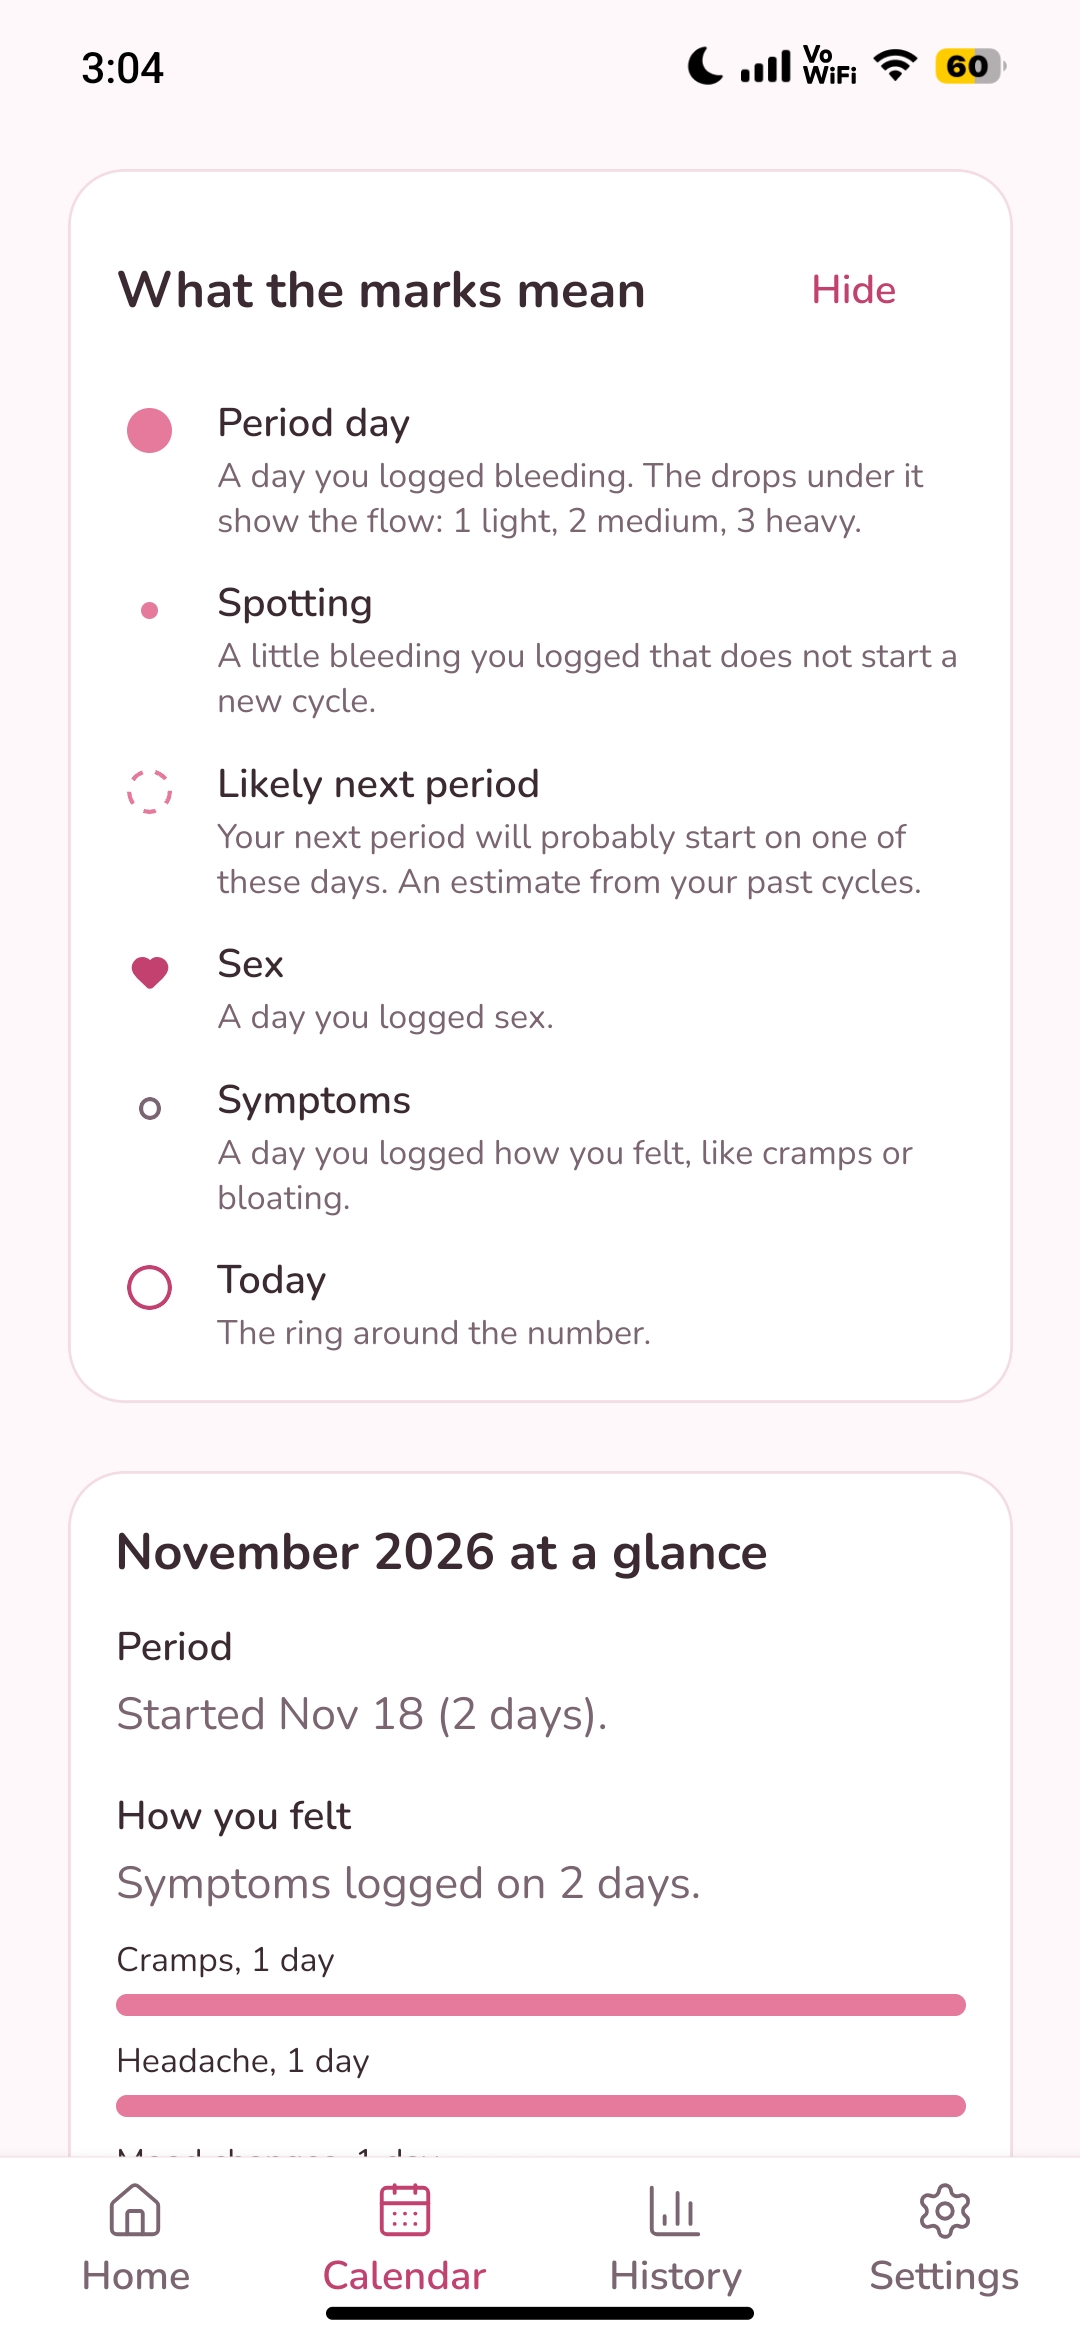 3:04
Vo
WiFi
60
What the marks mean
Hide
Period day
A day you logged bleeding. The drops under it
show the flow: 1 light, 2 medium, 3 heavy.
Spotting
A little bleeding you logged that does not start a
new cycle.
Likely next period
Your next period will probably start on one of
these days. An estimate from your past cycles.
Sex
A day you logged sex.
Symptoms
A day you logged how you felt, like cramps or
bloating.
Today
The ring around the number.
November 2026 at a glance
Period
Started Nov 18 (2 days).
How you felt
Symptoms logged on 2 days.
Cramps, 1 day
Headache, 1 day
Mood changes, 1 day
Home
Calendar
History
Settings